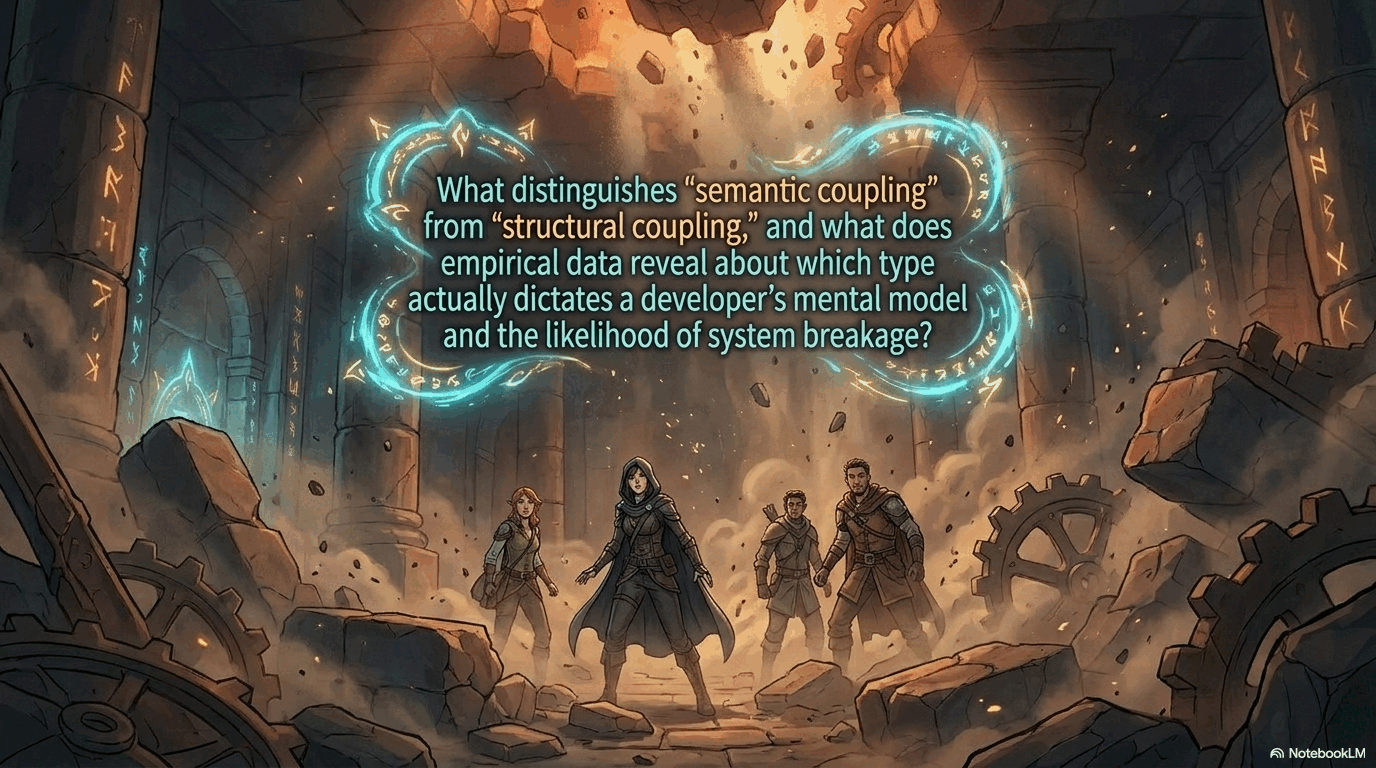 What distinguishes “semantic coupling”
from “structural coupling,” and what does
empirical data reveal about which type
actually dictates a developer’s mental model
and the likelihood of system breakage?
NotebookLM